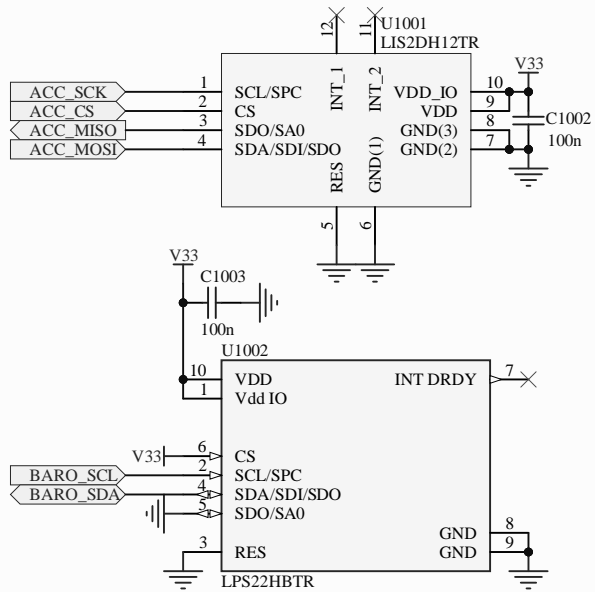 U1001
LIS2DH12TR
12
11
INT_1
INT_2
V33
ACC_SCK 1 SCL/SPC VDD_IO 10
ACC_CS 2 CS VDD 9
ACC_MISO 3 SDO/SA0 GND(3) 8
ACC_MOSI 4 SDA/SDI/SDO GND(2) 7
C1002
100n
RES
GND(1)
5
6
V33
C1003
100n
U1002
10 VDD INT DRDY 7
1 Vdd IO
V33 6 CS
BARO_SCL 2 SCL/SPC
BARO_SDA 4 SDA/SDI/SDO
5 SDO/SA0
GND 8
3 RES GND 9
LPS22HBTR